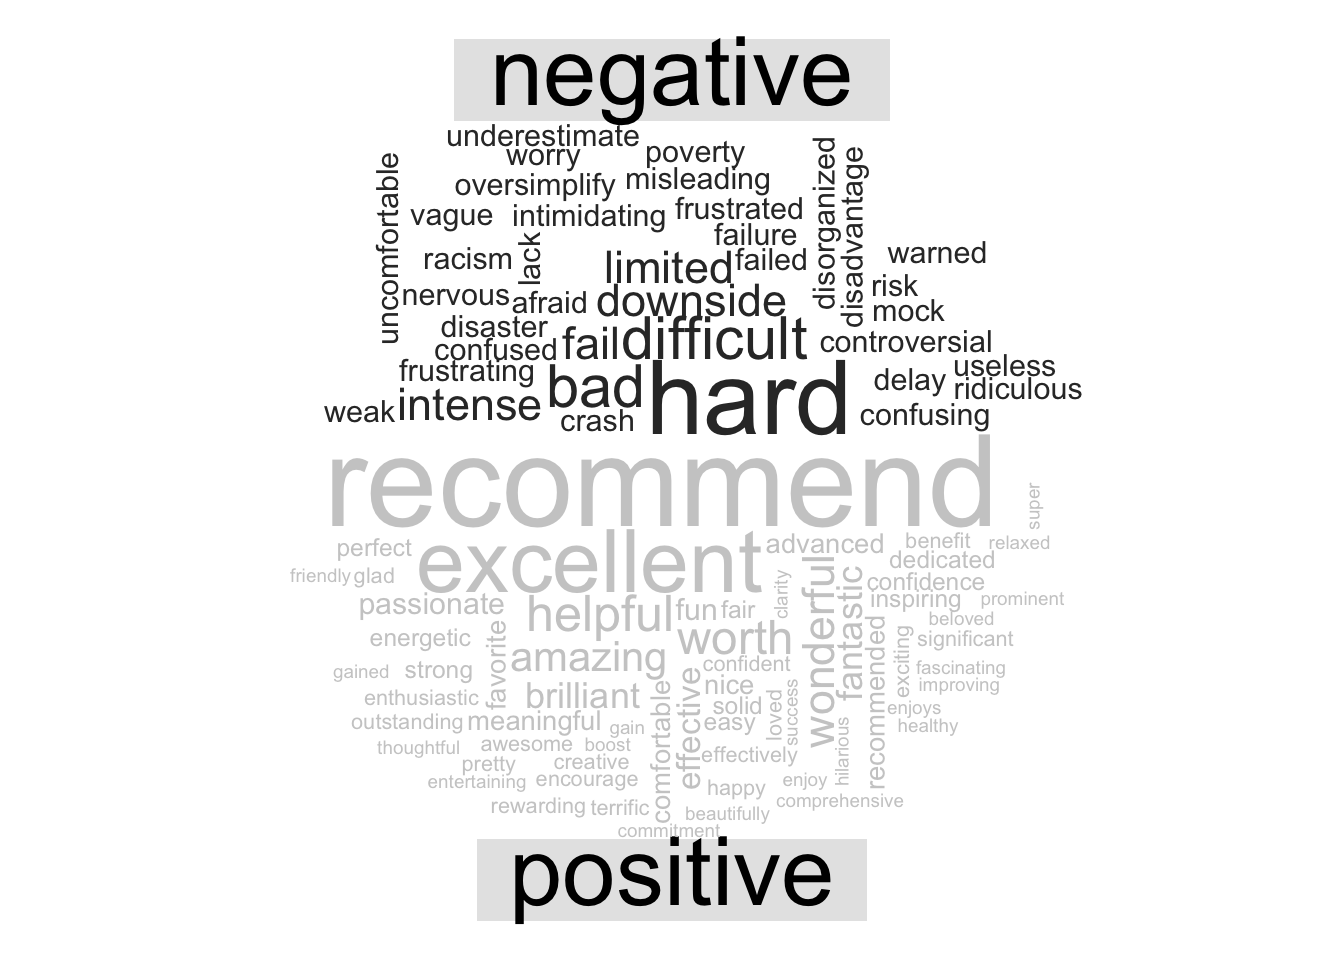 negative
underestimate
worry poverty
oversimplify misleading
uncomfortable vague intimidating frustrated disorganized disadvantage
failure
racism lack limited failed warned
nervous afraid downside risk
mock
disaster fail difficult controversial
confused
frustrating bad hard delay useless
ridiculous
weak intense crash confusing
recommend
super
perfect excellent advanced benefit relaxed
dedicated
friendly glad clarity wonderful fantastic confidence
passionate helpful fun fair inspiring prominent
beloved
energetic favorite worth recommended exciting significant
gained strong amazing confident fascinating
enthusiastic brilliant nice improving
comfortable effective solid loved success enjoys
outstanding meaningful gain easy hilarious healthy
thoughtful awesome boost
pretty creative effectively
entertaining encourage happy enjoy
rewarding terrific beautifully comprehensive
commitment
positive